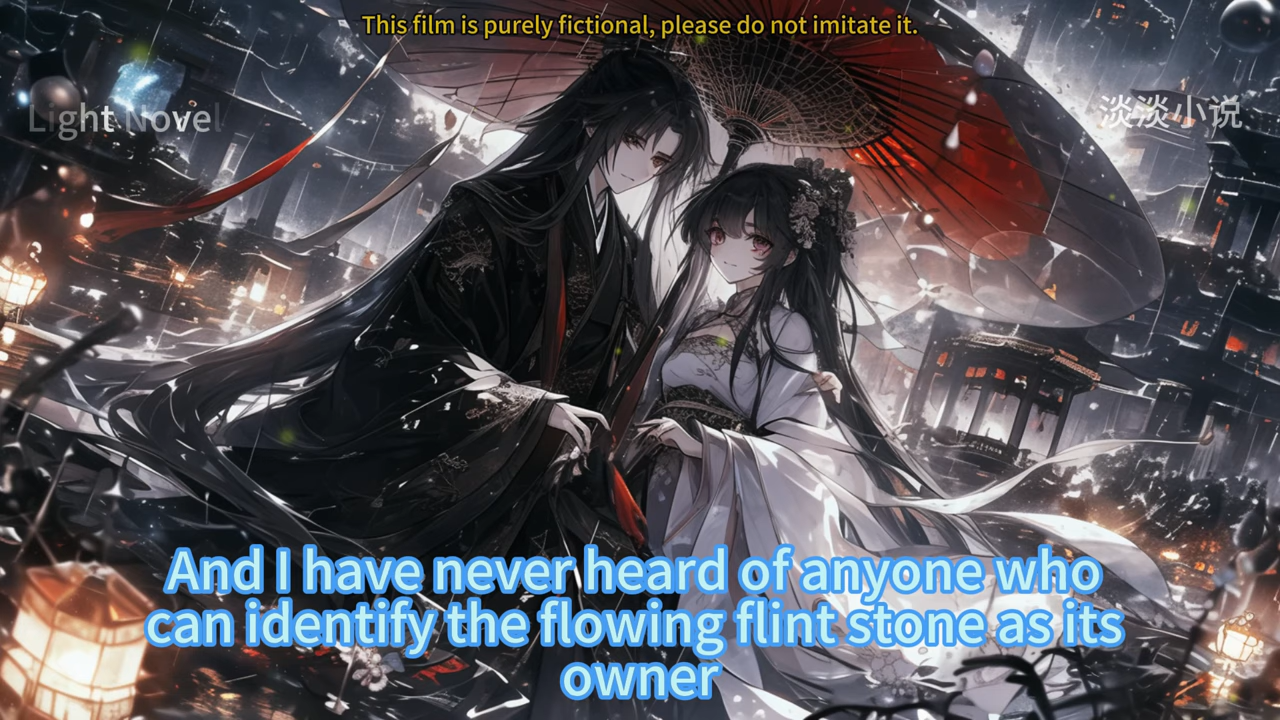 This film is purely fictional, please do not imitate it.
Light Novel
淡淡小说
And I have never heard of anyone who
can identify the flowing flint stone as its
owner